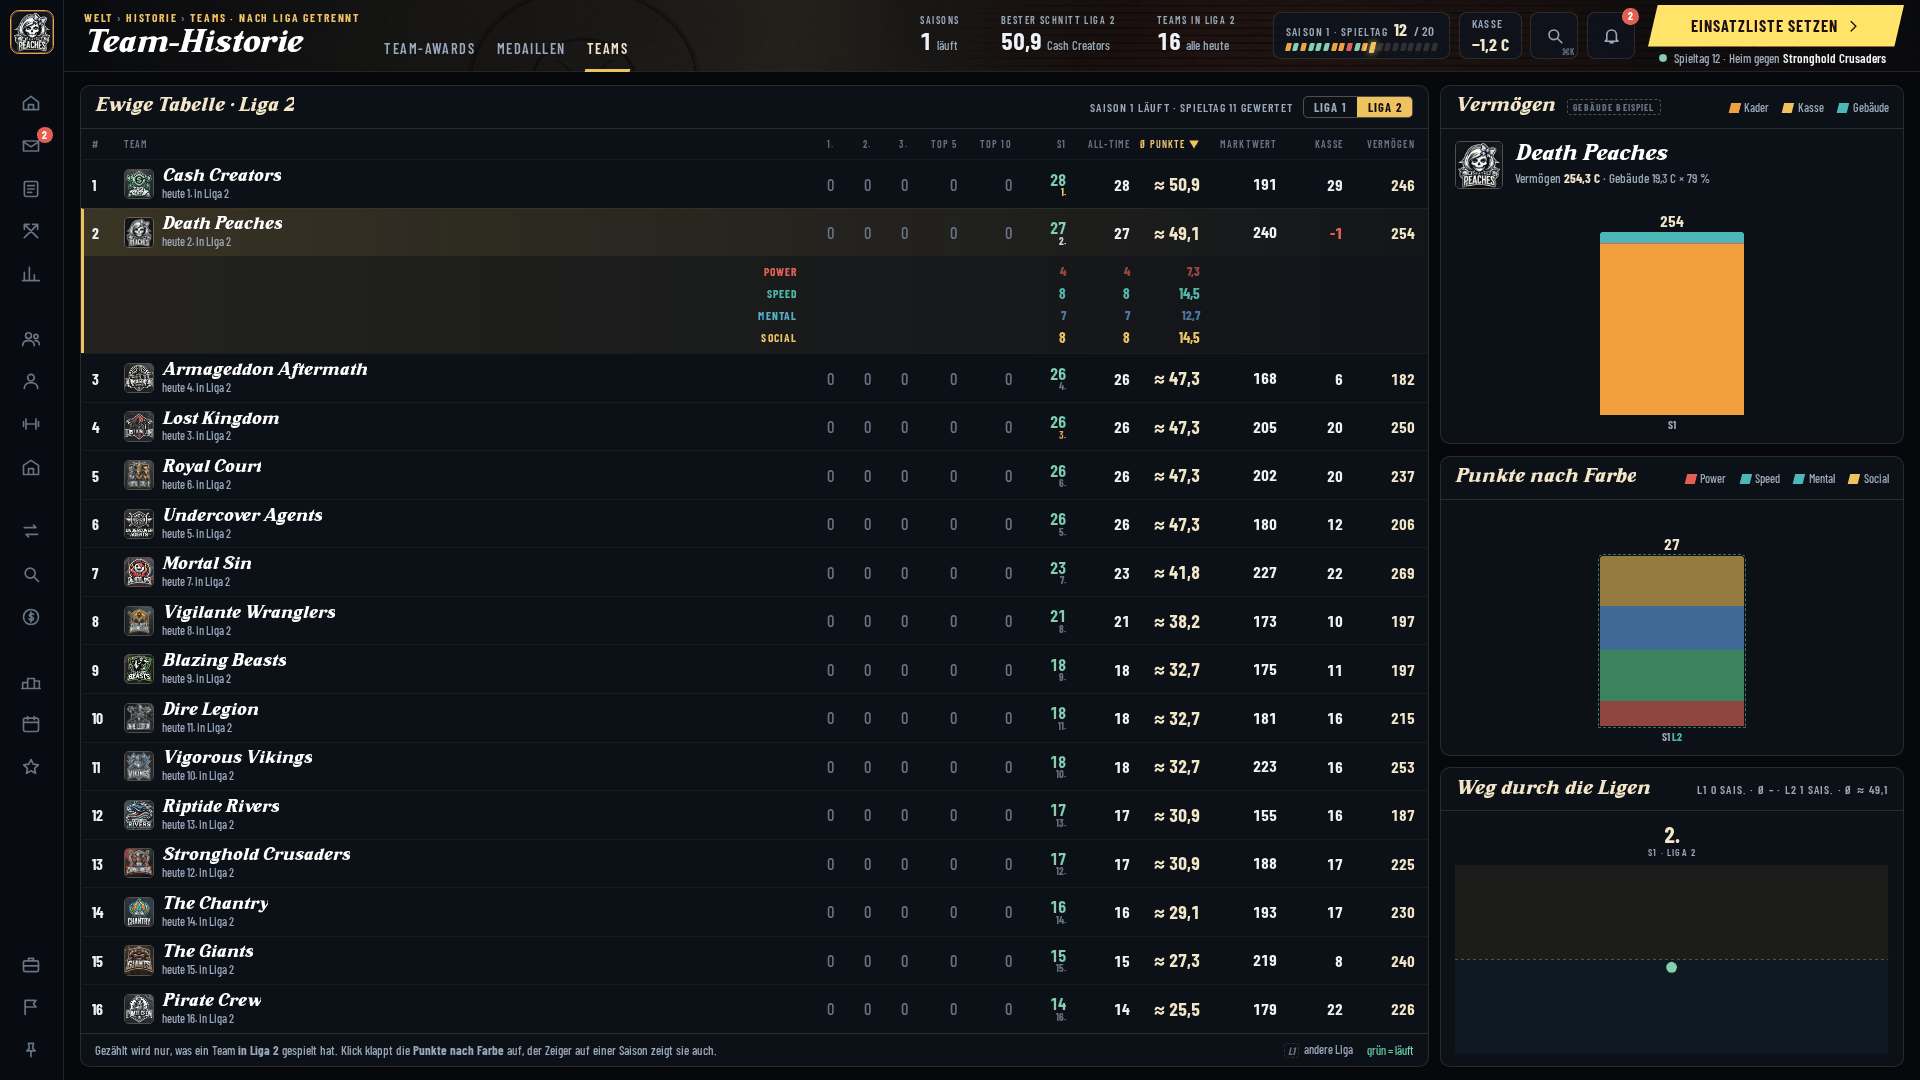 WELT › HISTORIE › TEAMS · NACH LIGA GETRENNT
Team-Historie
TEAM-AWARDS MEDAILLEN TEAMS
SAISONS
1 läuft
BESTER SCHNITT LIGA 2
50,9 Cash Creators
TEAMS IN LIGA 2
16 alle heute
SAISON 1 · SPIELTAG 12 / 20
KASSE
−1,2 C
⌘K
2
EINSATZLISTE SETZEN
Spieltag 12 · Heim gegen Stronghold Crusaders
2
Ewige Tabelle · Liga 2
SAISON 1 LÄUFT · SPIELTAG 11 GEWERTET LIGA 1 LIGA 2
# TEAM 1. 2. 3. TOP 5 TOP 10 S1 ALL-TIME Ø PUNKTE ▼ MARKTWERT KASSE VERMÖGEN
1 Cash Creators 0 0 0 0 0 28 28 ≈ 50,9 191 29 246
heute 1. in Liga 2 1.
2 Death Peaches 0 0 0 0 0 27 27 ≈ 49,1 240 -1 254
heute 2. in Liga 2 2.
POWER 4 4 7,3
SPEED 8 8 14,5
MENTAL 7 7 12,7
SOCIAL 8 8 14,5
3 Armageddon Aftermath 0 0 0 0 0 26 26 ≈ 47,3 168 6 182
heute 4. in Liga 2 4.
4 Lost Kingdom 0 0 0 0 0 26 26 ≈ 47,3 205 20 250
heute 3. in Liga 2 3.
5 Royal Court 0 0 0 0 0 26 26 ≈ 47,3 202 20 237
heute 6. in Liga 2 6.
6 Undercover Agents 0 0 0 0 0 26 26 ≈ 47,3 180 12 206
heute 5. in Liga 2 5.
7 Mortal Sin 0 0 0 0 0 23 23 ≈ 41,8 227 22 269
heute 7. in Liga 2 7.
8 Vigilante Wranglers 0 0 0 0 0 21 21 ≈ 38,2 173 10 197
heute 8. in Liga 2 8.
9 Blazing Beasts 0 0 0 0 0 18 18 ≈ 32,7 175 11 197
heute 9. in Liga 2 9.
10 Dire Legion 0 0 0 0 0 18 18 ≈ 32,7 181 16 215
heute 11. in Liga 2 11.
11 Vigorous Vikings 0 0 0 0 0 18 18 ≈ 32,7 223 16 253
heute 10. in Liga 2 10.
12 Riptide Rivers 0 0 0 0 0 17 17 ≈ 30,9 155 16 187
heute 13. in Liga 2 13.
13 Stronghold Crusaders 0 0 0 0 0 17 17 ≈ 30,9 188 17 225
heute 12. in Liga 2 12.
14 The Chantry 0 0 0 0 0 16 16 ≈ 29,1 193 17 230
heute 14. in Liga 2 14.
15 The Giants 0 0 0 0 0 15 15 ≈ 27,3 219 8 240
heute 15. in Liga 2 15.
16 Pirate Crew 0 0 0 0 0 14 14 ≈ 25,5 179 22 226
heute 16. in Liga 2 16.
Gezählt wird nur, was ein Team in Liga 2 gespielt hat. Klick klappt die Punkte nach Farbe auf, der Zeiger auf einer Saison zeigt sie auch.
L1 andere Liga grün = läuft
Vermögen GEBÄUDE BEISPIEL Kader Kasse Gebäude
Death Peaches
Vermögen 254,3 C · Gebäude 19,3 C × 79 %
254
S1
Punkte nach Farbe Power Speed Mental Social
27
S1 L2
Weg durch die Ligen L1 0 SAIS. · Ø – · L2 1 SAIS. · Ø ≈ 49,1
2.
S1 · LIGA 2